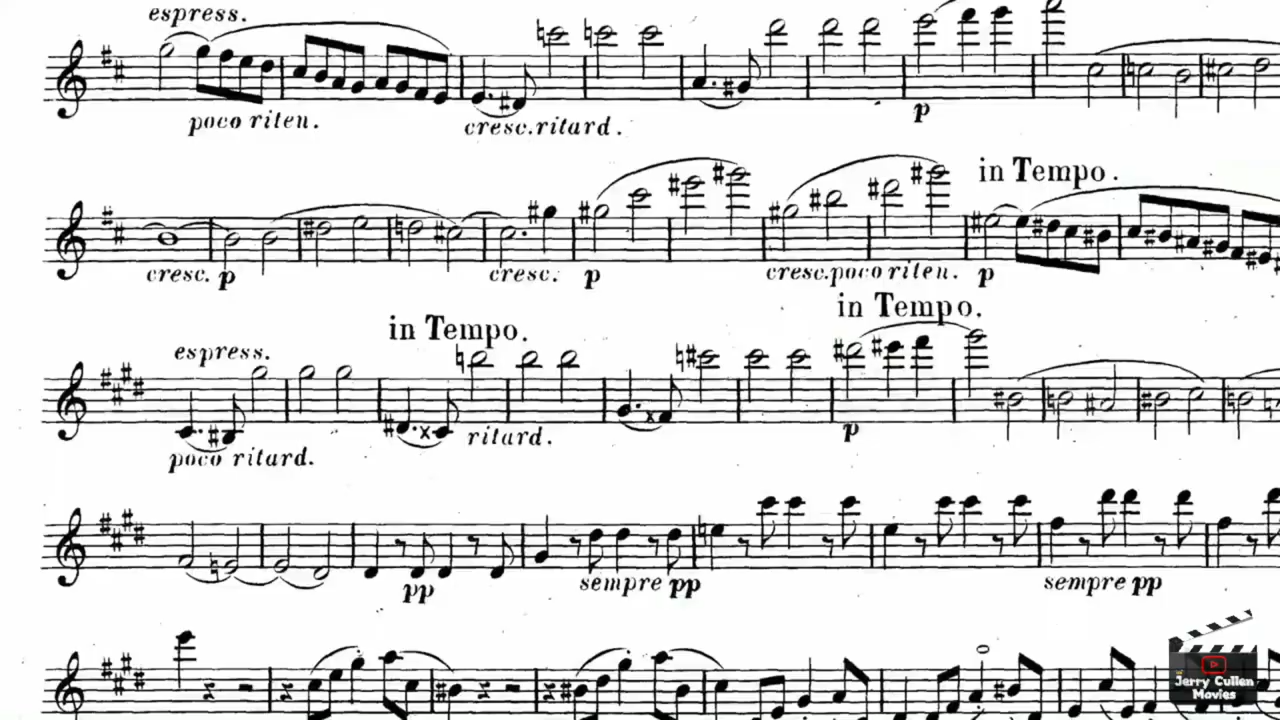 espress.
poco riten.
cresc. ritard.
p
in Tempo.
cresc. p
cresc.
p
cresc. poco riten.
p
in Tempo.
in Tempo.
espress.
poco ritard.
ritard.
p
pp
sempre pp
sempre pp
Jerry Cullen
Movies